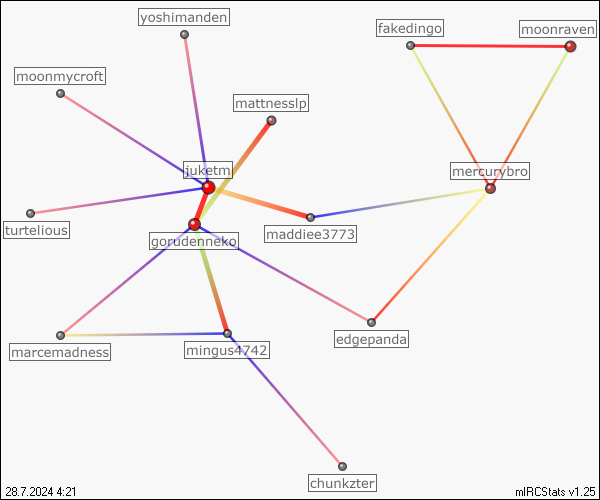 yoshimanden
fakedingo
moonraven
moonmycroft
mattnesslp
juketm
mercurybro
turtelious
maddiee3773
gorudenneko
edgepanda
marcemadness
mingus4742
chunkzter
28.7.2024 4:21
mIRCStats v1.25